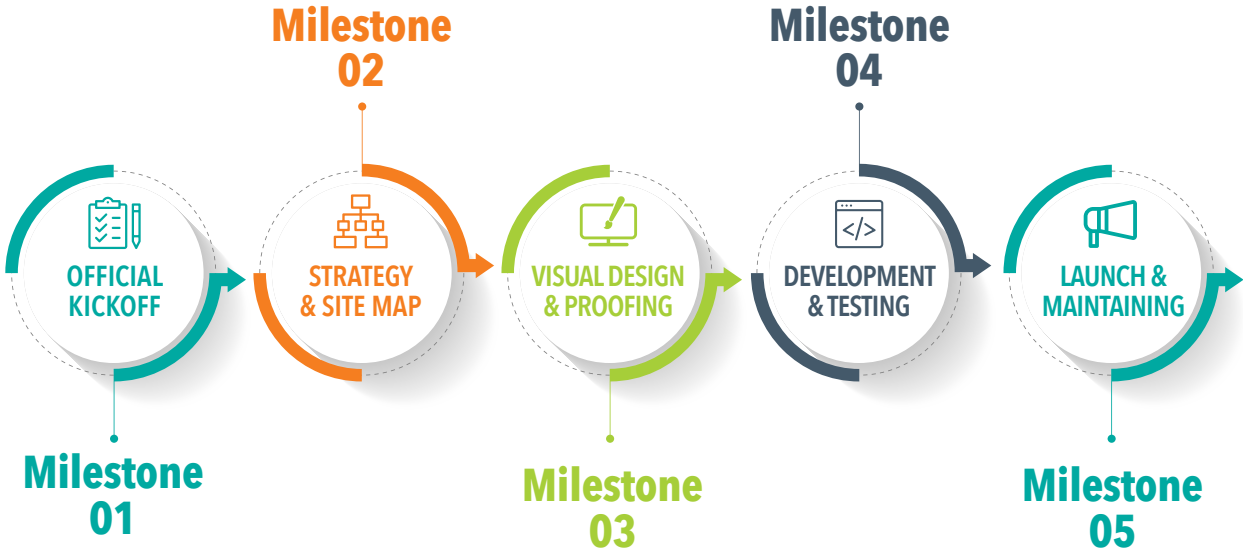 Milestone
01
OFFICIAL
KICKOFF
Milestone
02
STRATEGY
& SITE MAP
Milestone
03
VISUAL DESIGN
& PROOFING
Milestone
04
</>
DEVELOPMENT
& TESTING
Milestone
05
LAUNCH &
MAINTAINING